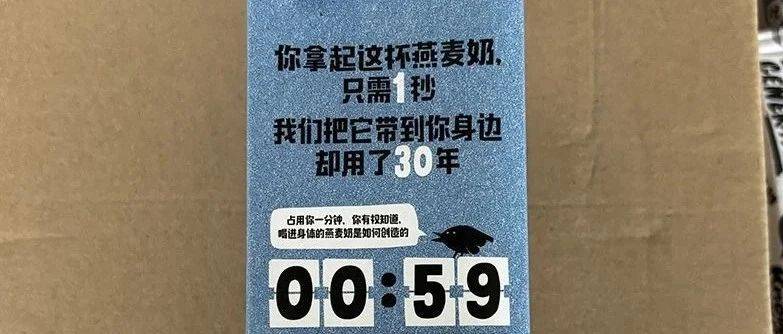 你拿起这杯燕麦奶,
只需1秒
我们把它带到你身边
却用了30年
占用你一分钟，你有权知道,
喝进身体的燕麦奶是如何创造的
00:59